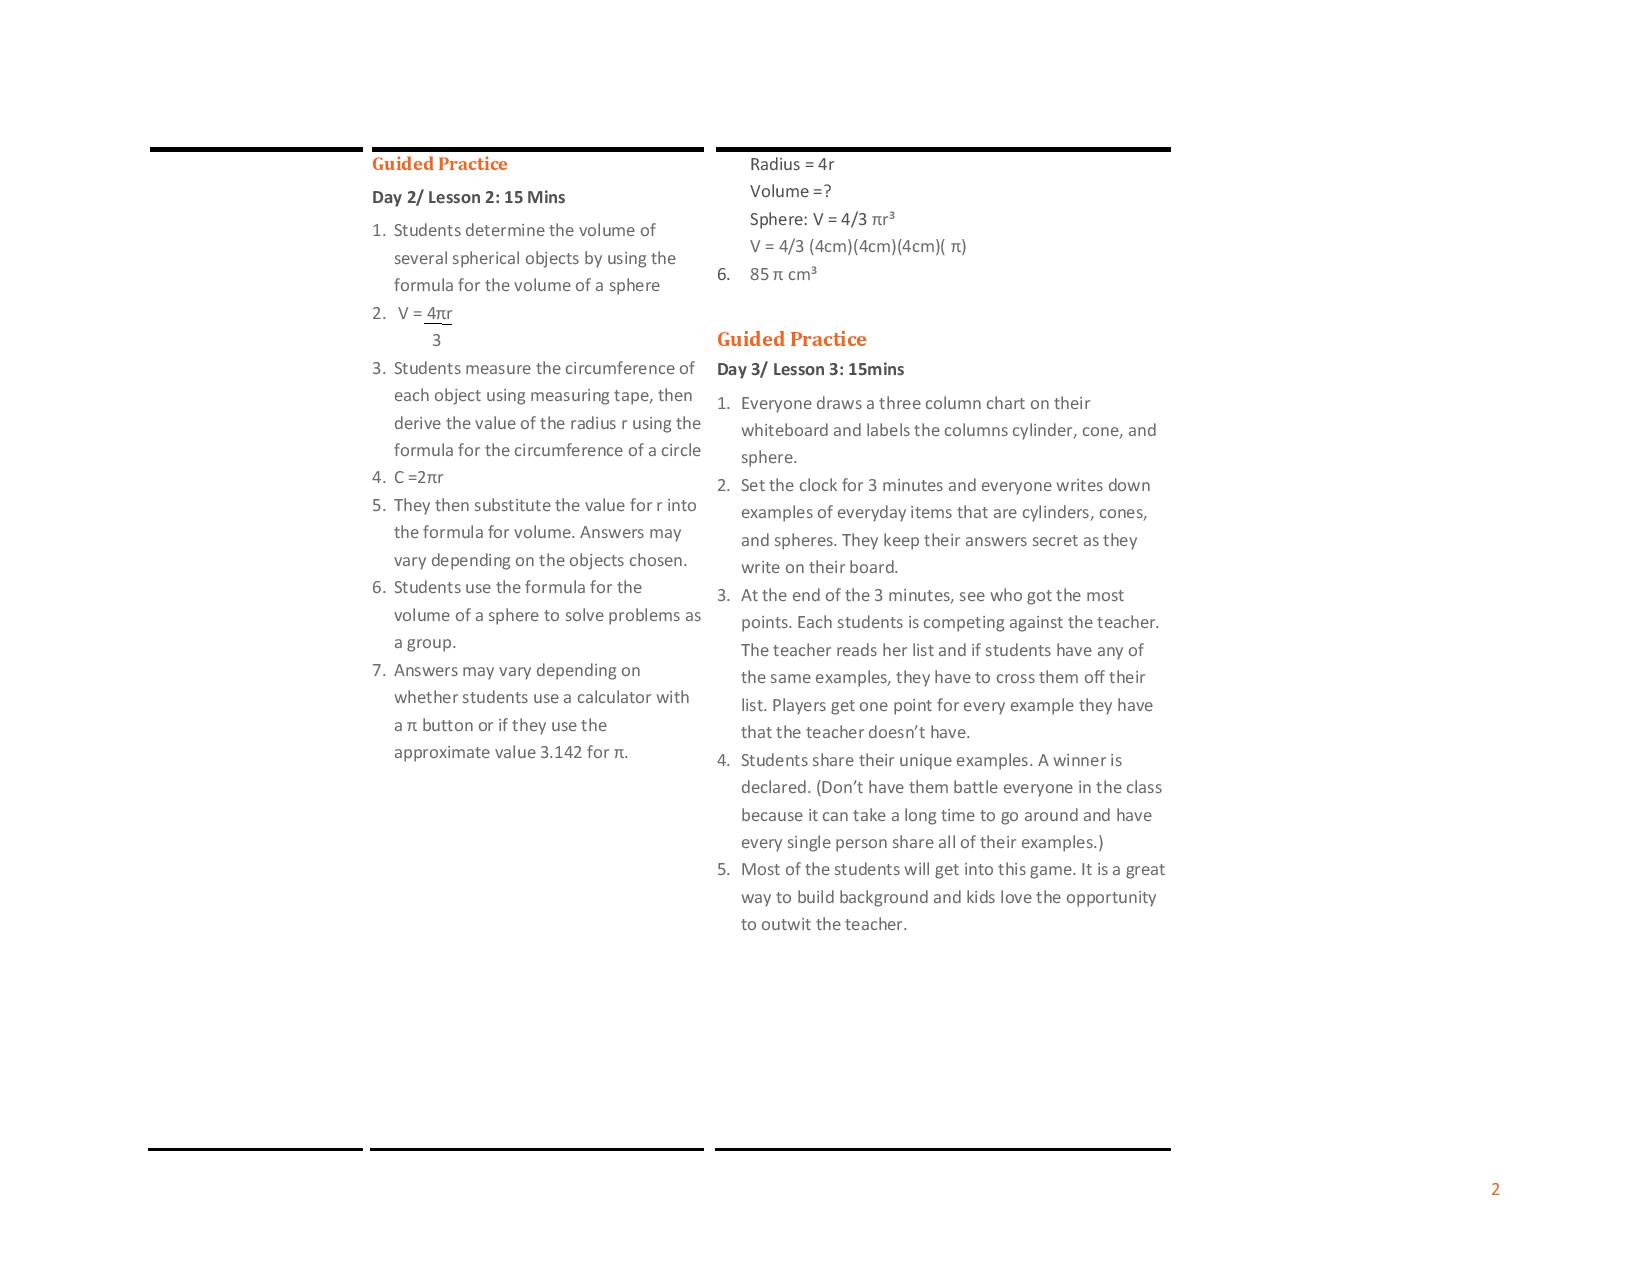 Guided Practice
Day 2/ Lesson 2: 15 Mins
1. Students determine the volume of
several spherical objects by using the
formula for the volume of a sphere
2. V = 4πr
3
3. Students measure the circumference of
each object using measuring tape, then
derive the value of the radius r using the
formula for the circumference of a circle
4. C =2πr
5. They then substitute the value for r into
the formula for volume. Answers may
vary depending on the objects chosen.
6. Students use the formula for the
volume of a sphere to solve problems as
a group.
7. Answers may vary depending on
whether students use a calculator with
a π button or if they use the
approximate value 3.142 for π.
Radius = 4r
Volume =?
Sphere: V = 4/3 πr³
V = 4/3 (4cm)(4cm)(4cm)( π)
6. 85 π cm³
Guided Practice
Day 3/ Lesson 3: 15mins
1. Everyone draws a three column chart on their
whiteboard and labels the columns cylinder, cone, and
sphere.
2. Set the clock for 3 minutes and everyone writes down
examples of everyday items that are cylinders, cones,
and spheres. They keep their answers secret as they
write on their board.
3. At the end of the 3 minutes, see who got the most
points. Each students is competing against the teacher.
The teacher reads her list and if students have any of
the same examples, they have to cross them off their
list. Players get one point for every example they have
that the teacher doesn’t have.
4. Students share their unique examples. A winner is
declared. (Don’t have them battle everyone in the class
because it can take a long time to go around and have
every single person share all of their examples.)
5. Most of the students will get into this game. It is a great
way to build background and kids love the opportunity
to outwit the teacher.
2